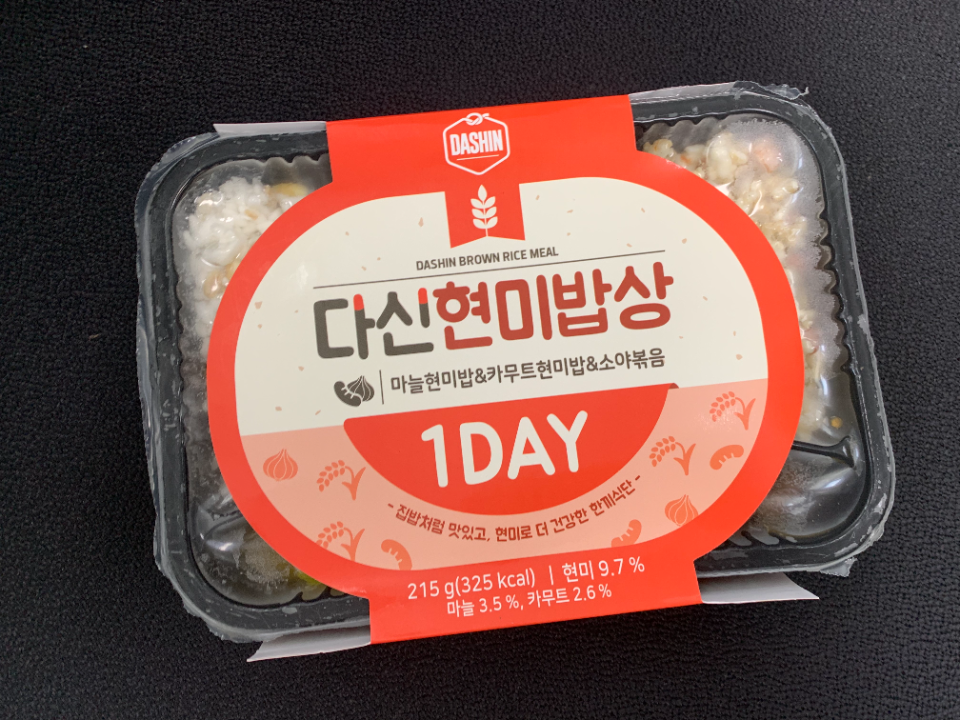 DASHIN
DASHIN BROWN RICE MEAL
다신현미밥상
마늘현미밥&카무트현미밥&소야볶음
1DAY
- 집밥처럼 맛있고, 현미로 더 건강한 한끼식단 -
215 g(325 kcal) | 현미 9.7 %
마늘 3.5 %, 카무트 2.6 %